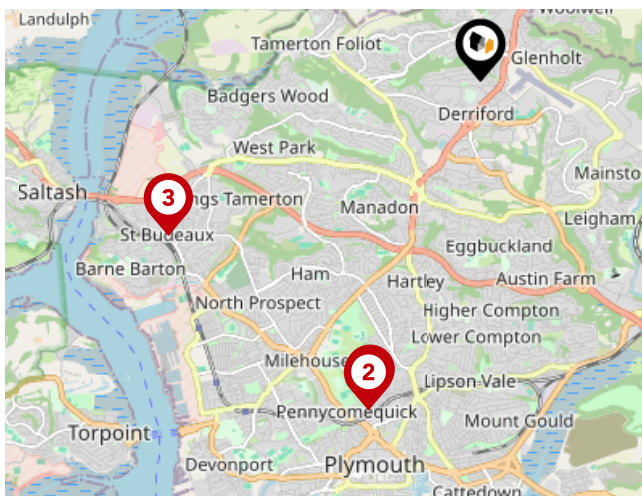 Landulph
Woolwell
Tamerton Foliot
Glenholt
Badgers Wood
Derriford
West Park
Mainsto
Saltash
3
ngs Tamerton
Manadon
Leigham
St Budeaux
Eggbuckland
Barne Barton
Ham
Hartley
Austin Farm
North Prospect
Higher Compton
Lower Compton
Milehouse
2
Lipson Vale
Pennycomequick
Mount Gould
Torpoint
Devonport
Plymouth
Cattedown